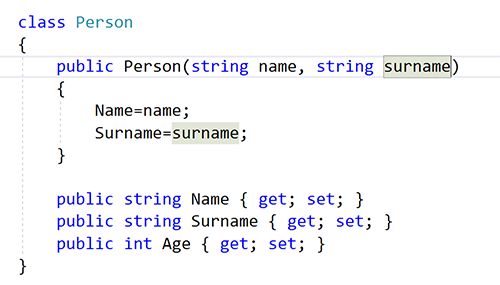 class Person
{
public Person(string name, string surname)
{
Name=name;
Surname=surname;
}
public string Name { get; set; }
public string Surname { get; set; }
public int Age { get; set; }
}